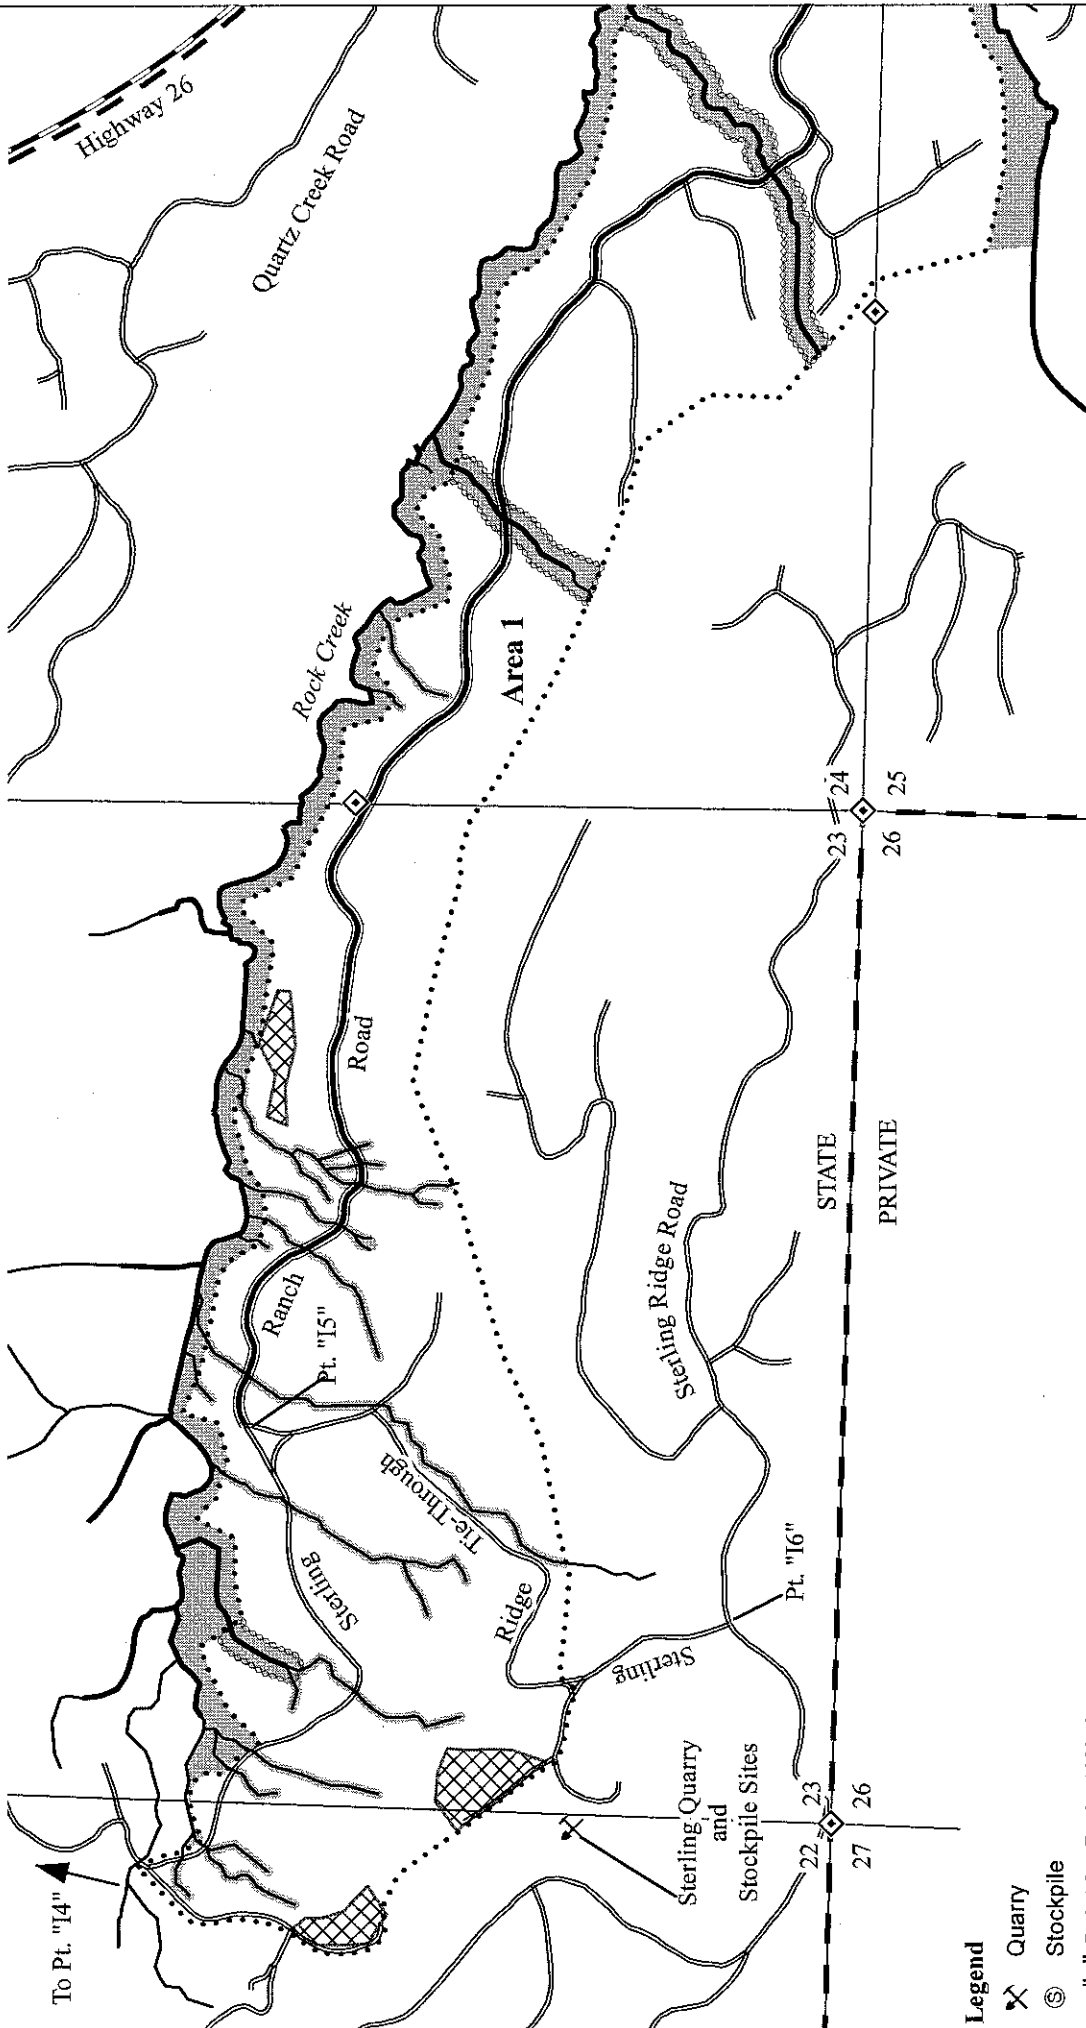 Highway 26
Quartz Creek Road
Rock Creek
Area 1
24
25
23
26
Road
Ranch
Pt. "I5"
STATE
PRIVATE
Sterling Ridge Road
Tie-Through
Ridge
Sterling
Sterling
Pt. "I6"
To Pt. "I4"
Sterling Quarry
and
Stockpile Sites
22
23
27
26
Legend
Quarry
S Stockpile